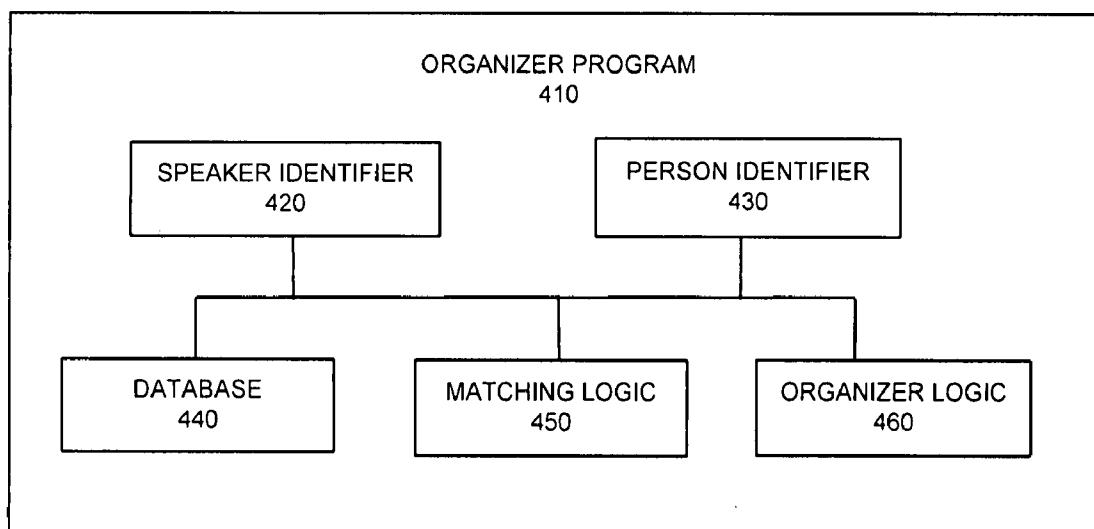 ORGANIZER PROGRAM
410
SPEAKER IDENTIFIER
420
PERSON IDENTIFIER
430
DATABASE
440
MATCHING LOGIC
450
ORGANIZER LOGIC
460